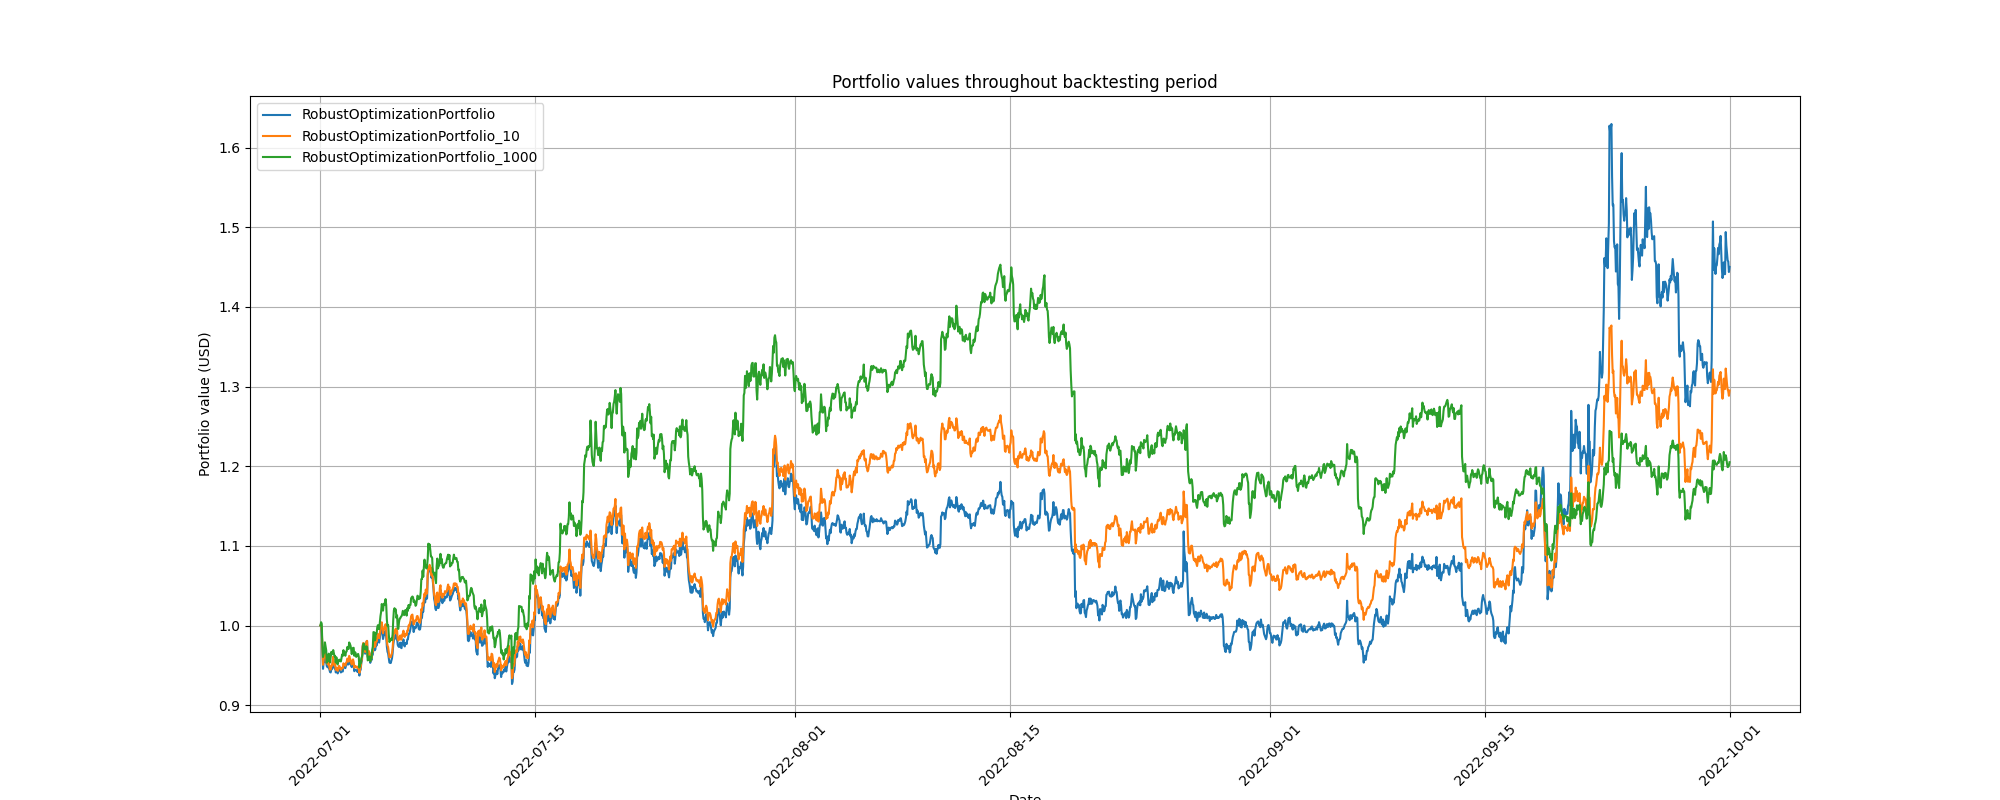 Portfolio values throughout backtesting period
RobustOptimizationPortfolio
RobustOptimizationPortfolio_10
RobustOptimizationPortfolio_1000
Portfolio value (USD)
1.6
1.5
1.4
1.3
1.2
1.1
1.0
0.9
2022-07-01
2022-07-15
2022-08-01
2022-08-15
2022-09-01
2022-09-15
2022-10-01
Date